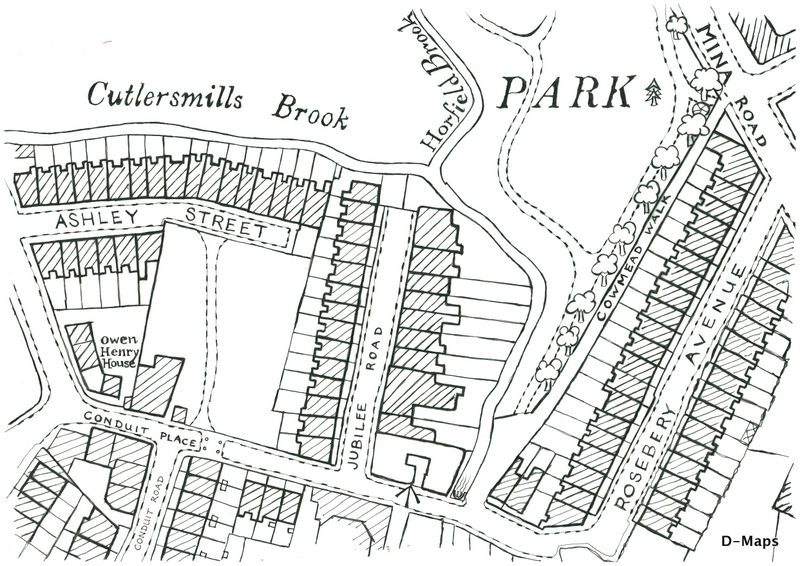 Cutlersmills Brook
Horfield Brook
PARK
MIN
ROAD
ASHLEY STREET
COWMEAD WALK
Owen
Henry
House
JUBILEE ROAD
ROSEBERY AVENUE
CONDUIT PLACE
CONDUIT ROAD
D-Maps